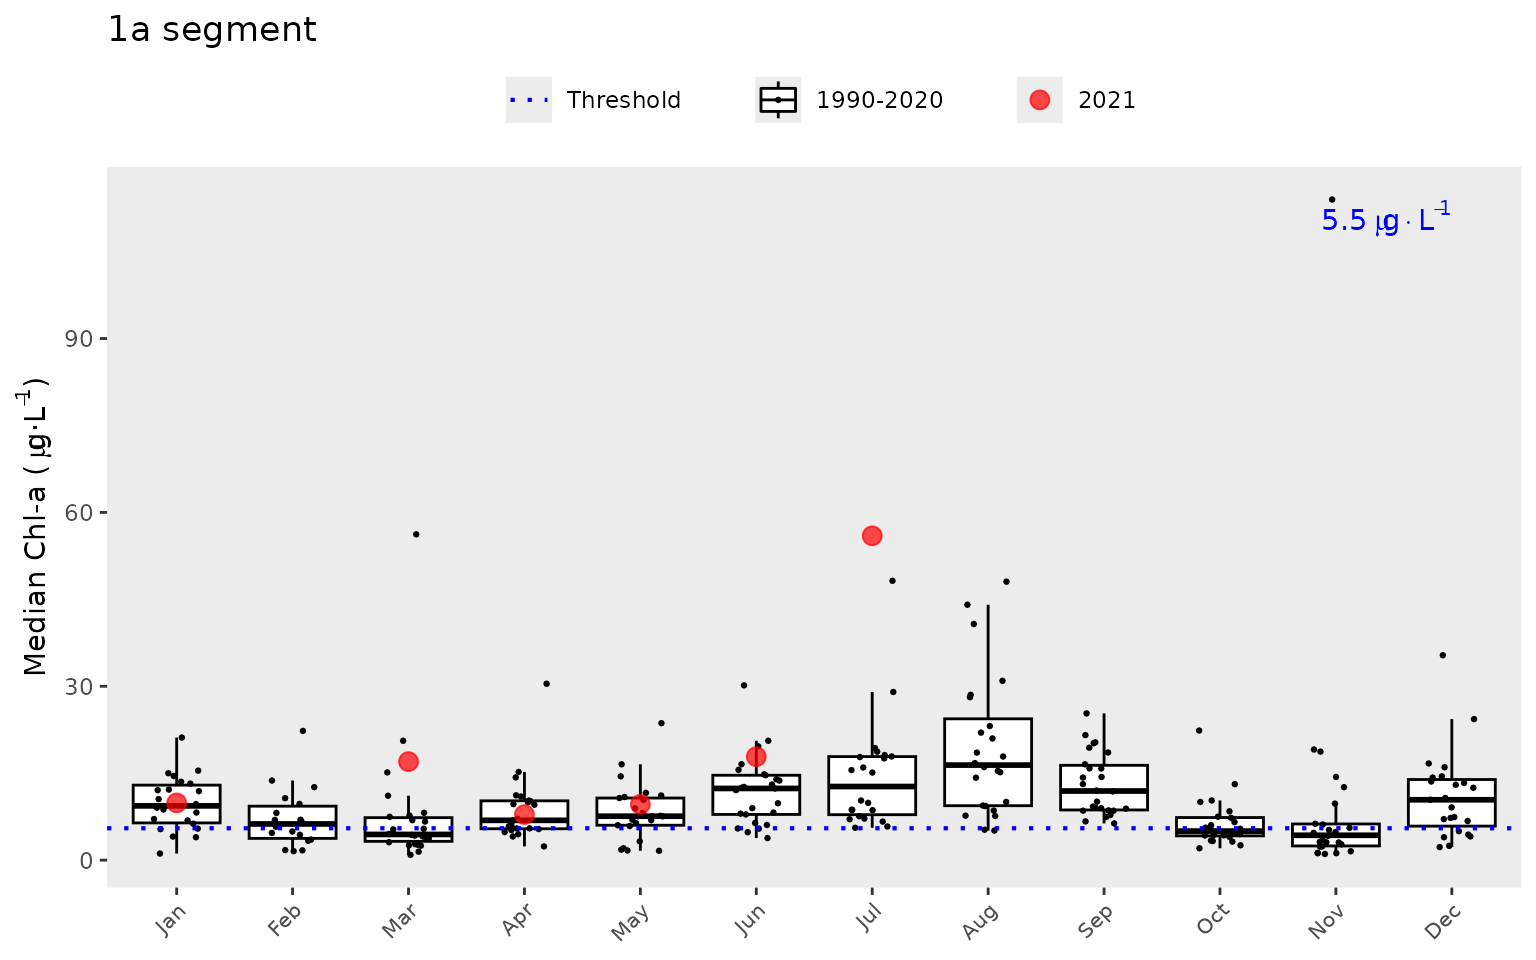 1a segment
Threshold 1990-2020 2021
5.5 μg · L⁻¹
Median Chl-a ( μg·L⁻¹)
90
60
30
0
Jan Feb Mar Apr May Jun Jul Aug Sep Oct Nov Dec